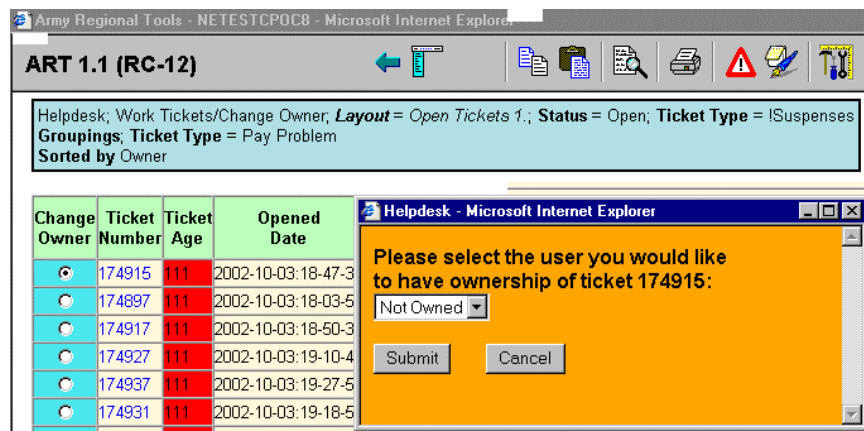 Army Regional Tools - NETESTCPOC8 - Microsoft Internet Explorer
ART 1.1 (RC-12)
Helpdesk; Work Tickets/Change Owner; Layout = Open Tickets 1.; Status = Open; Ticket Type = !Suspenses
Groupings; Ticket Type = Pay Problem
Sorted by Owner
Change Owner Ticket Number Ticket Age Opened Date
174915 111 2002-10-03:18-47-3
174897 111 2002-10-03:18-03-5
174917 111 2002-10-03:18-50-3
174927 111 2002-10-03:19-10-4
174937 111 2002-10-03:19-27-5
174931 111 2002-10-03:19-18-5
Helpdesk - Microsoft Internet Explorer
Please select the user you would like
to have ownership of ticket 174915:
Not Owned
Submit Cancel